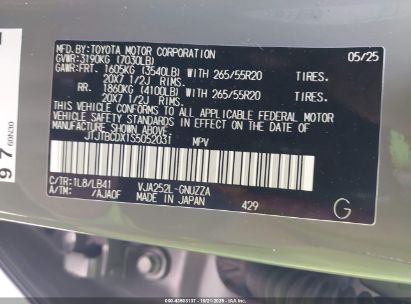 MFD.BY:TOYOTA MOTOR CORPORATION 05/25
GVWR:3190KG (7030LB)
GAWR:FRT. 1605KG (3540LB) WITH 265/55R20 TIRES.
20X7 1/2J RIMS
RR. 1860KG (4100LB) WITH 265/55R20 TIRES.
20X7 1/2J RIMS
THIS VEHICLE CONFORMS TO ALL APPLICABLE FEDERAL MOTOR
VEHICLE SAFETY STANDARDS IN EFFECT ON THE DATE OF
MANUFACTURE SHOWN ABOVE.
JTJTBCDX1S5052031 MPV
C/TR:1L8/LB41 VJA252L-GNUZZA
A/TM: /AJA0F MADE IN JAPAN 429
G
97